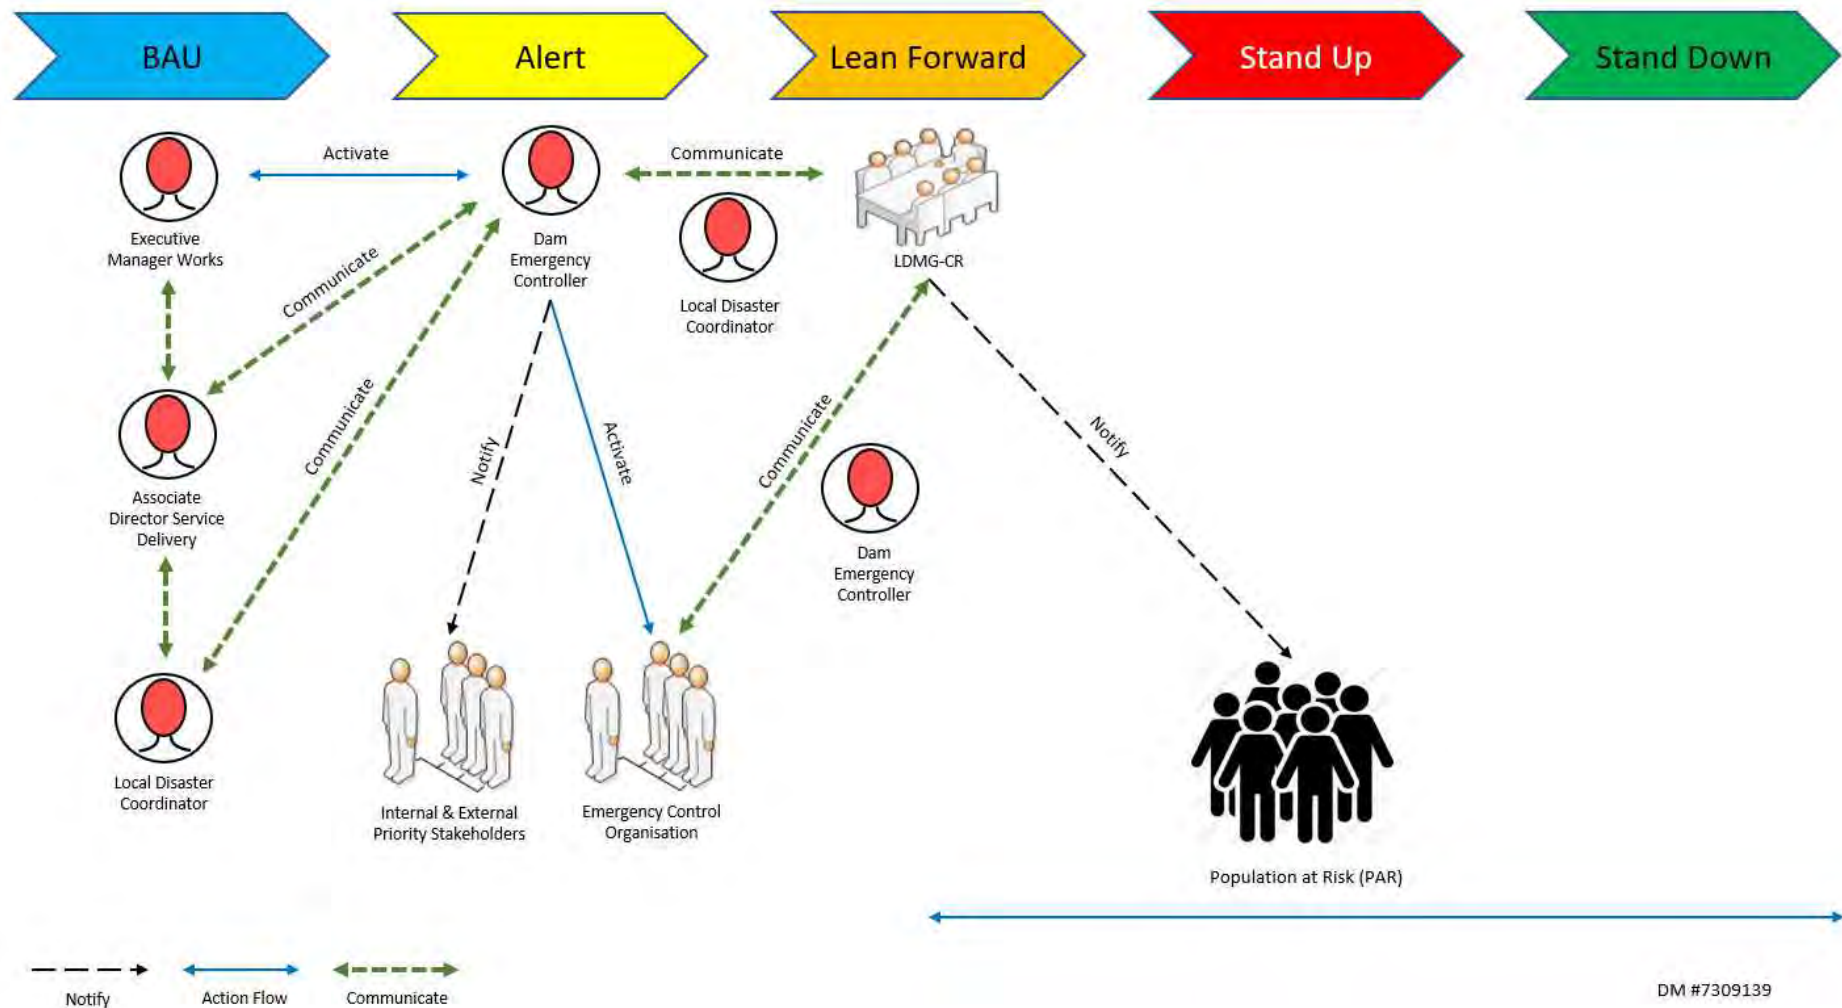 BAU
Alert
Lean Forward
Stand Up
Stand Down
Activate
Communicate
Executive
Manager Works
Dam
Emergency
Controller
LDMG-CR
Communicate
Local Disaster
Coordinator
Communicate
Notify
Activate
Communicate
Notify
Associate
Director Service
Delivery
Dam
Emergency
Controller
Local Disaster
Coordinator
Internal & External
Priority Stakeholders
Emergency Control
Organisation
Population at Risk (PAR)
Notify
Action Flow
Communicate
DM #7309139